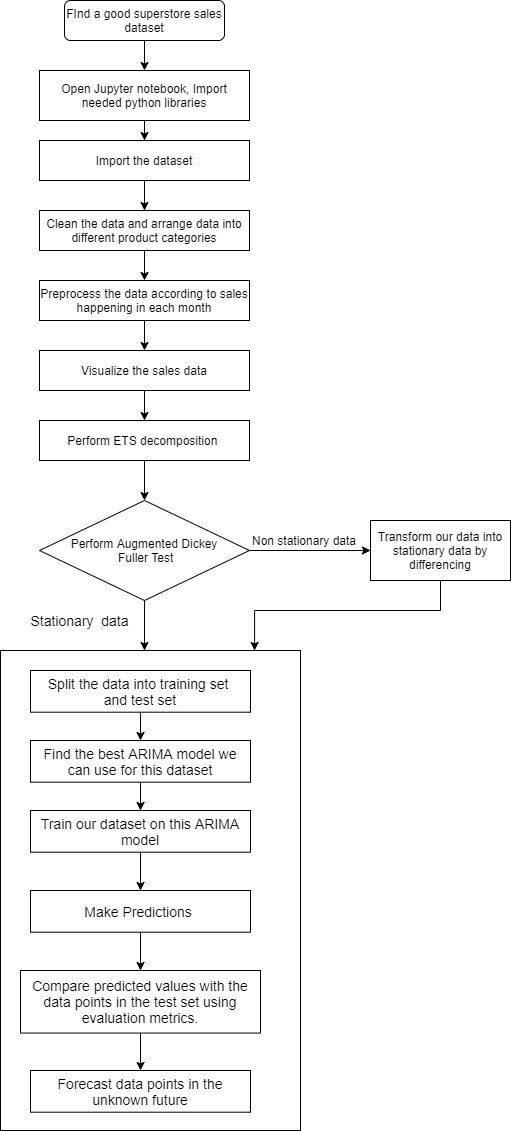 FInd a good superstore sales
dataset
Open Jupyter notebook, Import
needed python libraries
Import the dataset
Clean the data and arrange data into
different product categories
Preprocess the data according to sales
happening in each month
Visualize the sales data
Perform ETS decomposition
Perform Augmented Dickey
Fuller Test
Non stationary data
Transform our data into
stationary data by
differencing
Stationary  data
Split the data into training set
and test set
Find the best ARIMA model we
can use for this dataset
Train our dataset on this ARIMA
model
Make Predictions
Compare predicted values with the
data points in the test set using
evaluation metrics.
Forecast data points in the
unknown future